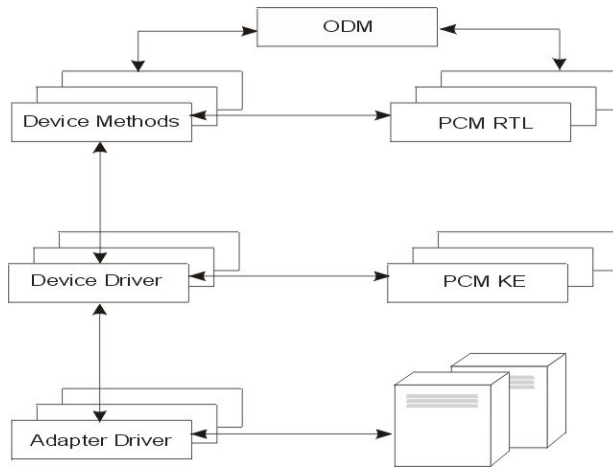 ODM
Device Methods
PCM RTL
Device Driver
PCM KE
Adapter Driver